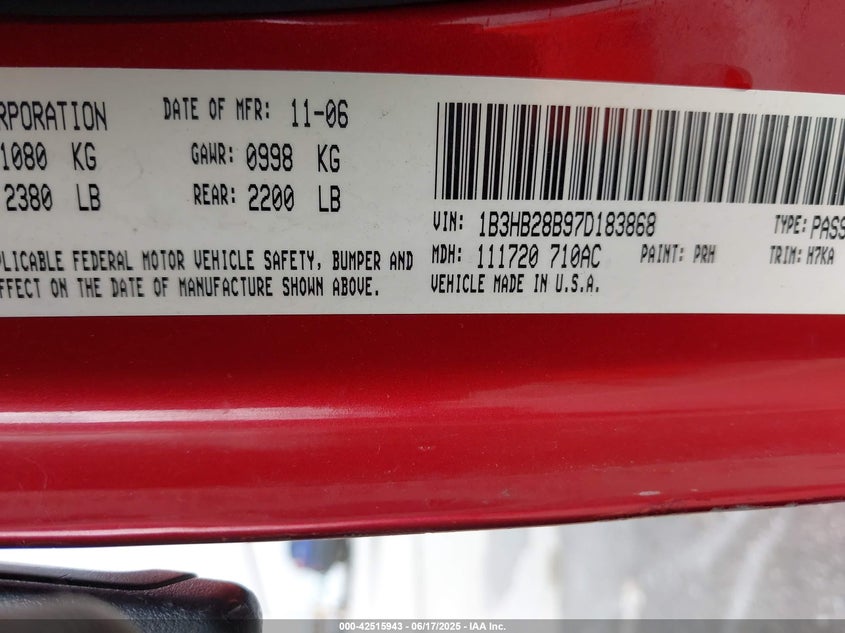 RPORATION DATE OF MFR: 11-06
1080 KG GAWR: 0998 KG
2380 LB REAR: 2200 LB
VIN: 1B3HB28B97D183868 TYPE: PASS
PLICABLE FEDERAL MOTOR VEHICLE SAFETY, BUMPER AND
MDH: 111720 710AC PAINT: PRH TRIM: H7KA
FFECT ON THE DATE OF MANUFACTURE SHOWN ABOVE.
VEHICLE MADE IN U.S.A.
000-42515943 / 06/17/2025 - IAA Inc.